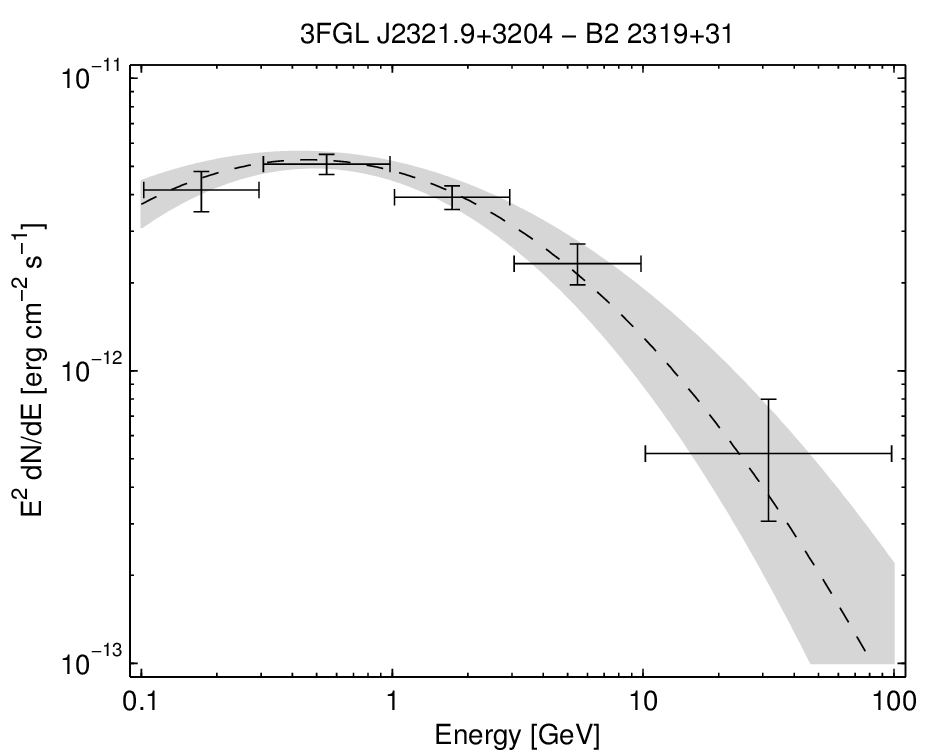 3FGL J2321.9+3204 − B2 2319+31
10⁻¹¹
10⁻¹²
10⁻¹³
E² dN/dE [erg cm⁻² s⁻¹]
0.1 1 10 100
Energy [GeV]